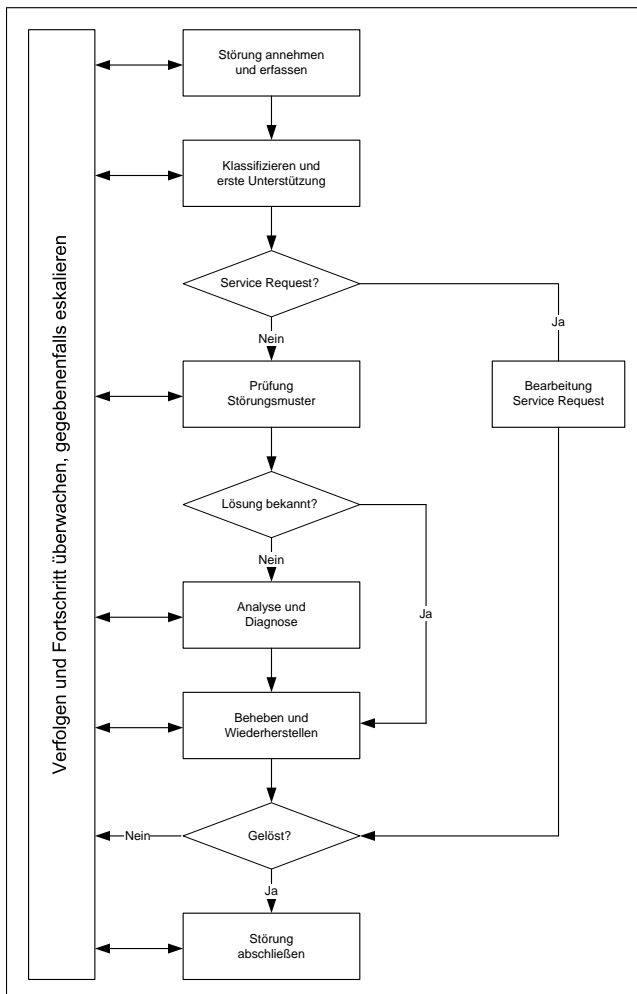 Verfolgen und Fortschritt überwachen, gegebenenfalls eskalieren
Störung annehmen
und erfassen
Klassifizieren und
erste Unterstützung
Service Request?
Ja
Nein
Prüfung
Störungsmuster
Bearbeitung
Service Request
Lösung bekannt?
Nein
Ja
Analyse und
Diagnose
Beheben und
Wiederherstellen
Gelöst?
Nein
Ja
Störung
abschließen